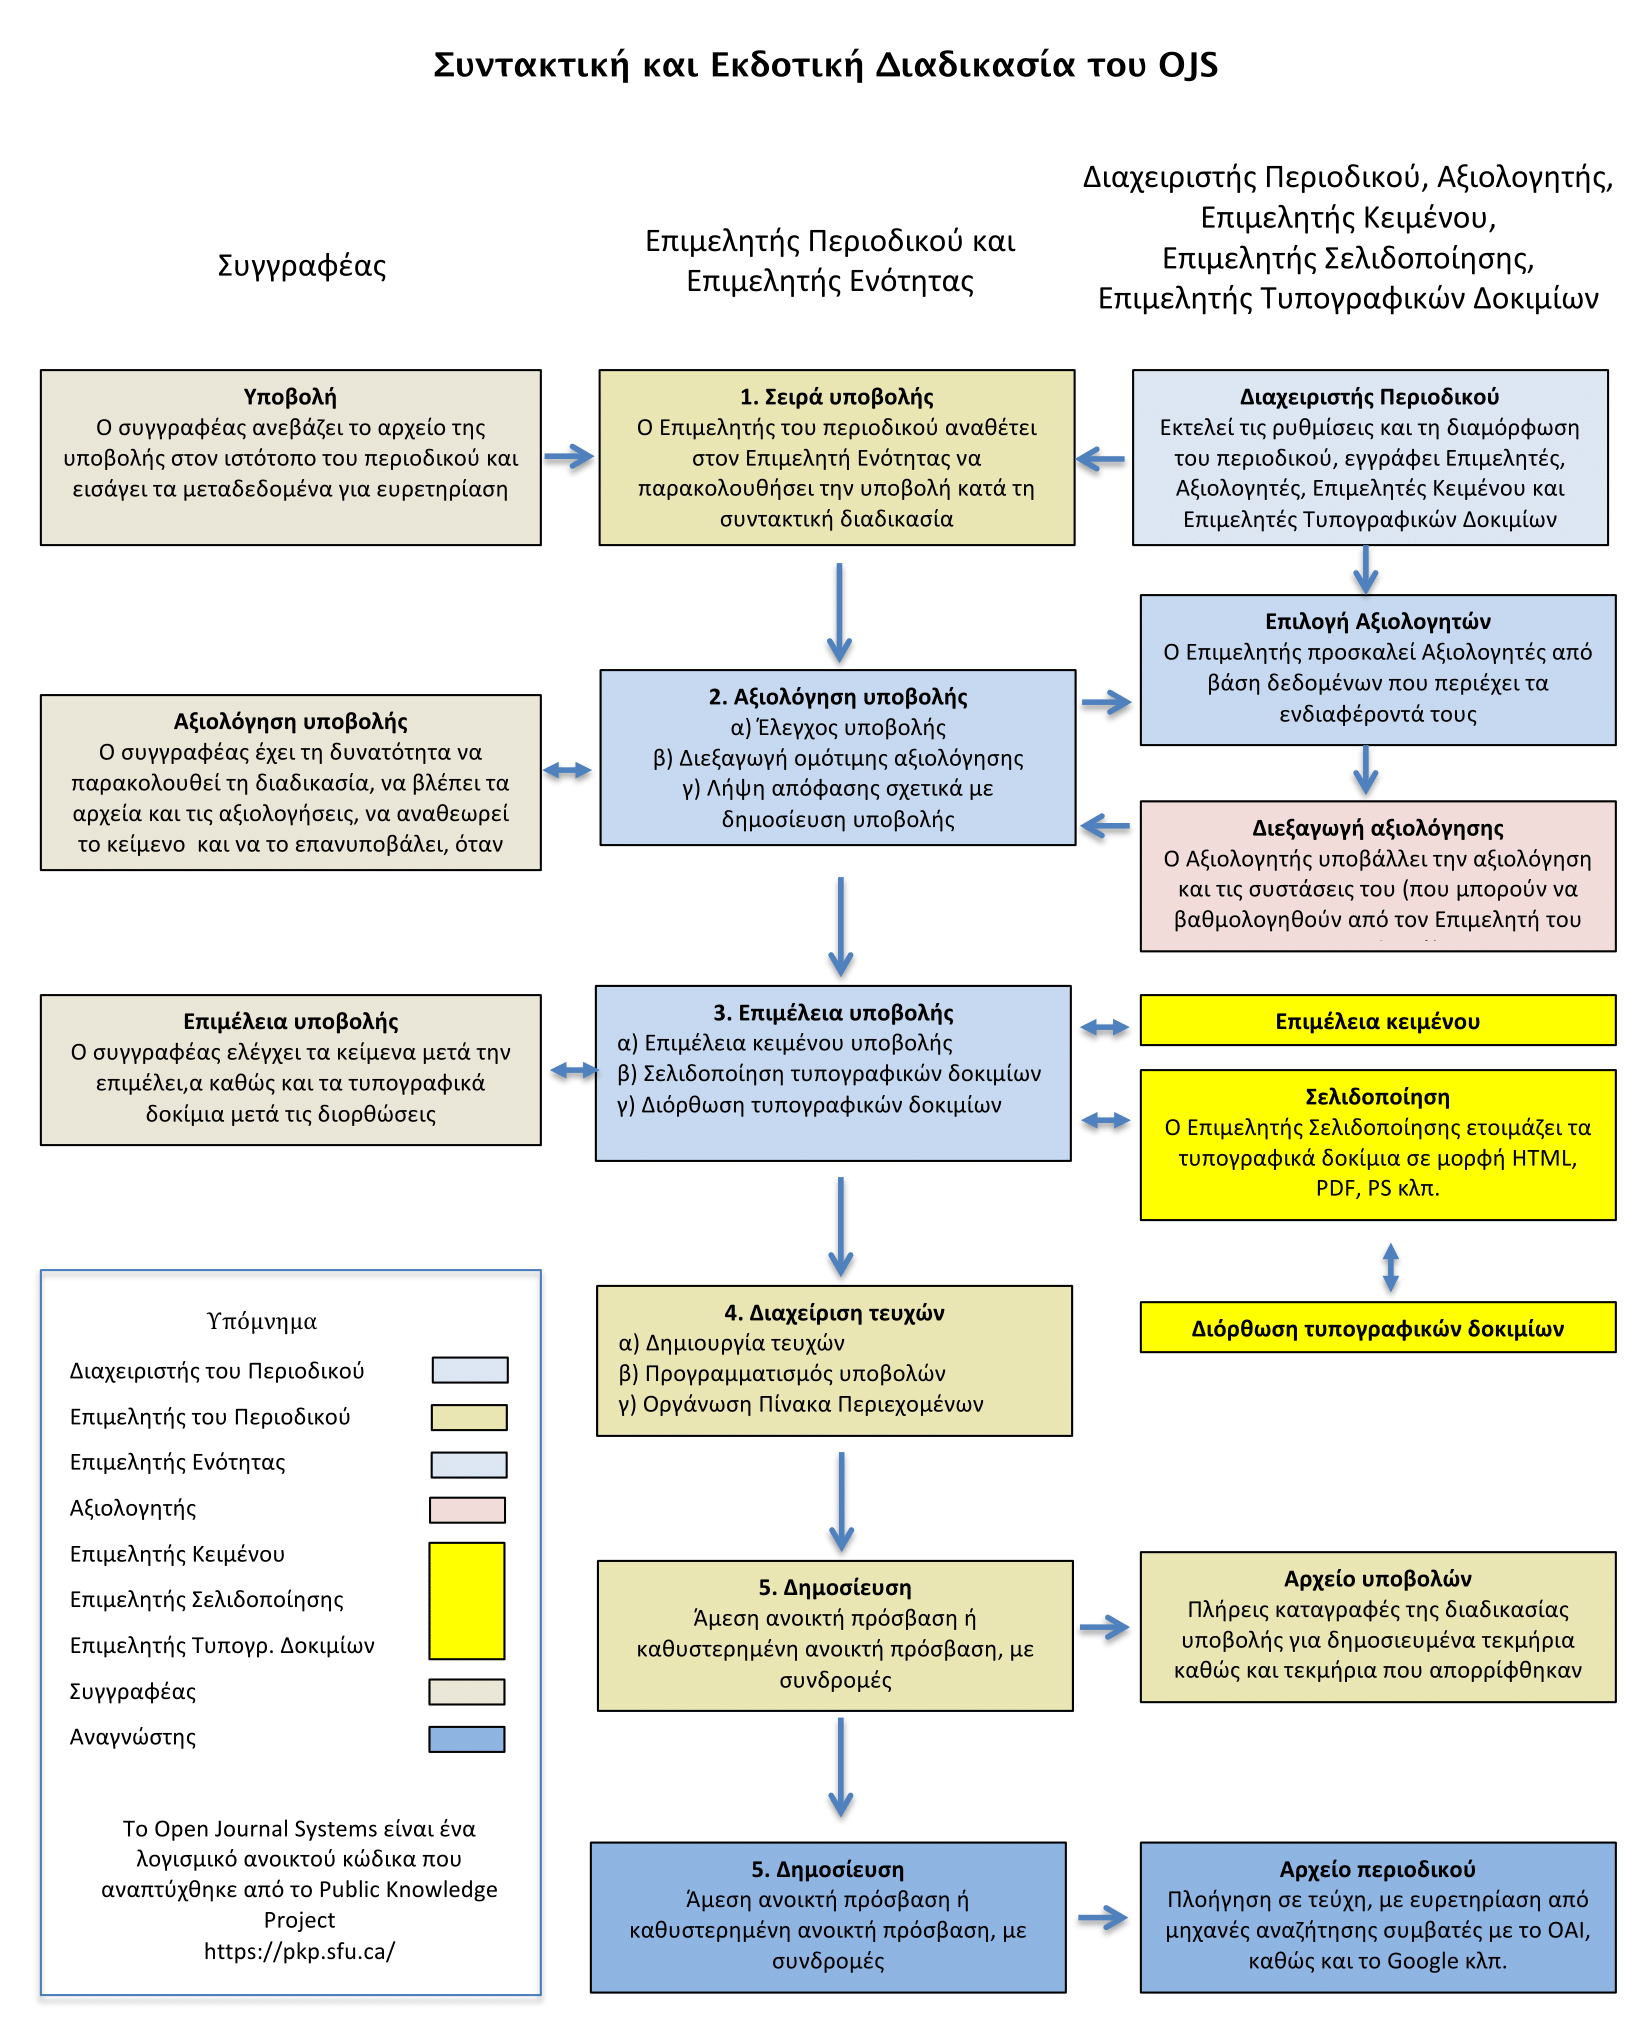 Συντακτική και Εκδοτική Διαδικασία του OJS
Συγγραφέας
Επιμελητής Περιοδικού και
Επιμελητής Ενότητας
Διαχειριστής Περιοδικού, Αξιολογητής,
Επιμελητής Κειμένου,
Επιμελητής Σελιδοποίησης,
Επιμελητής Τυπογραφικών Δοκιμίων
Υποβολή
Ο συγγραφέας ανεβάζει το αρχείο της
υποβολής στον ιστότοπο του περιοδικού και
εισάγει τα μεταδεδομένα για ευρετηρίαση
1. Σειρά υποβολής
Ο Επιμελητής του περιοδικού αναθέτει
στον Επιμελητή Ενότητας να
παρακολουθήσει την υποβολή κατά τη
συντακτική διαδικασία
Διαχειριστής Περιοδικού
Εκτελεί τις ρυθμίσεις και τη διαμόρφωση
του περιοδικού, εγγράφει Επιμελητές,
Αξιολογητές, Επιμελητές Κειμένου και
Επιμελητές Τυπογραφικών Δοκιμίων
Επιλογή Αξιολογητών
Ο Επιμελητής προσκαλεί Αξιολογητές από
βάση δεδομένων που περιέχει τα
ενδιαφέροντά τους
Αξιολόγηση υποβολής
Ο συγγραφέας έχει τη δυνατότητα να
παρακολουθεί τη διαδικασία, να βλέπει τα
αρχεία και τις αξιολογήσεις, να αναθεωρεί
το κείμενο  και να το επανυποβάλει, όταν
2. Αξιολόγηση υποβολής
α) Έλεγχος υποβολής
β) Διεξαγωγή ομότιμης αξιολόγησης
γ) Λήψη απόφασης σχετικά με
δημοσίευση υποβολής
Διεξαγωγή αξιολόγησης
Ο Αξιολογητής υποβάλλει την αξιολόγηση
και τις συστάσεις του (που μπορούν να
βαθμολογηθούν από τον Επιμελητή του
Επιμέλεια υποβολής
Ο συγγραφέας ελέγχει τα κείμενα μετά την
επιμέλει,α καθώς και τα τυπογραφικά
δοκίμια μετά τις διορθώσεις
3. Επιμέλεια υποβολής
α) Επιμέλεια κειμένου υποβολής
β) Σελιδοποίηση τυπογραφικών δοκιμίων
γ) Διόρθωση τυπογραφικών δοκιμίων
Επιμέλεια κειμένου
Σελιδοποίηση
Ο Επιμελητής Σελιδοποίησης ετοιμάζει τα
τυπογραφικά δοκίμια σε μορφή HTML,
PDF, PS κλπ.
Διόρθωση τυπογραφικών δοκιμίων
4. Διαχείριση τευχών
α) Δημιουργία τευχών
β) Προγραμματισμός υποβολών
γ) Οργάνωση Πίνακα Περιεχομένων
Υπόμνημα
Διαχειριστής του Περιοδικού
Επιμελητής του Περιοδικού
Επιμελητής Ενότητας
Αξιολογητής
Επιμελητής Κειμένου
Επιμελητής Σελιδοποίησης
Επιμελητής Τυπογρ. Δοκιμίων
Συγγραφέας
Αναγνώστης
Το Open Journal Systems είναι ένα
λογισμικό ανοικτού κώδικα που
αναπτύχθηκε από το Public Knowledge
Project
https://pkp.sfu.ca/
5. Δημοσίευση
Άμεση ανοικτή πρόσβαση ή
καθυστερημένη ανοικτή πρόσβαση, με
συνδρομές
Αρχείο υποβολών
Πλήρεις καταγραφές της διαδικασίας
υποβολής για δημοσιευμένα τεκμήρια
καθώς και τεκμήρια που απορρίφθηκαν
5. Δημοσίευση
Άμεση ανοικτή πρόσβαση ή
καθυστερημένη ανοικτή πρόσβαση, με
συνδρομές
Αρχείο περιοδικού
Πλοήγηση σε τεύχη, με ευρετηρίαση από
μηχανές αναζήτησης συμβατές με το OAI,
καθώς και το Google κλπ.